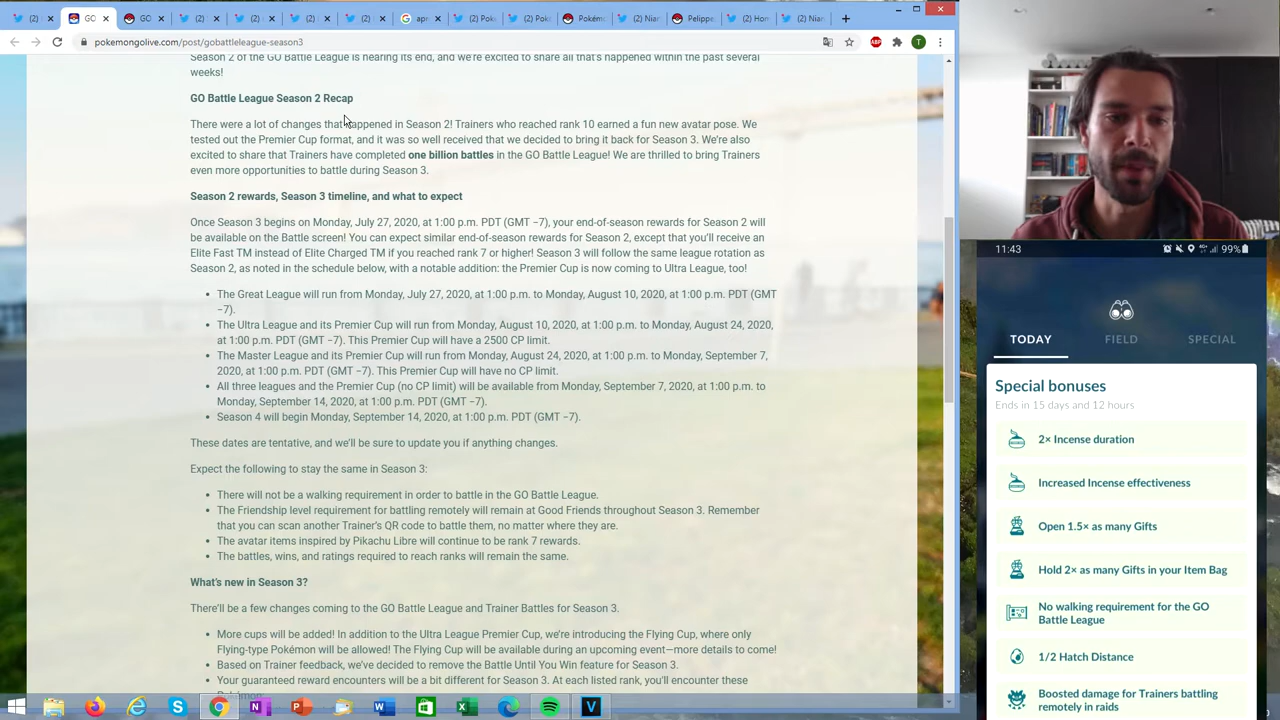 (2)
GO
GO
(2)
(2)
(2)
apr
(2) Pok
(2) Pok
Pokém
(2) Nian
Pelippe
(2) Hom
(2) Nian
pokemongolive.com/post/gobattleleague-season3
ABP
T
Season 2 of the GO Battle League is nearing its end, and we're excited to share all that's happened within the past several
weeks!
GO Battle League Season 2 Recap
There were a lot of changes that happened in Season 2! Trainers who reached rank 10 earned a fun new avatar pose. We
tested out the Premier Cup format, and it was so well received that we decided to bring it back for Season 3. We're also
excited to share that Trainers have completed one billion battles in the GO Battle League! We are thrilled to bring Trainers
even more opportunities to battle during Season 3.
Season 2 rewards, Season 3 timeline, and what to expect
Once Season 3 begins on Monday, July 27, 2020, at 1:00 p.m. PDT (GMT −7), your end-of-season rewards for Season 2 will
be available on the Battle screen! You can expect similar end-of-season rewards for Season 2, except that you'll receive an
Elite Fast TM instead of Elite Charged TM if you reached rank 7 or higher! Season 3 will follow the same league rotation as
Season 2, as noted in the schedule below, with a notable addition: the Premier Cup is now coming to Ultra League, too!
• The Great League will run from Monday, July 27, 2020, at 1:00 p.m. to Monday, August 10, 2020, at 1:00 p.m. PDT (GMT
−7).
• The Ultra League and its Premier Cup will run from Monday, August 10, 2020, at 1:00 p.m. to Monday, August 24, 2020,
at 1:00 p.m. PDT (GMT −7). This Premier Cup will have a 2500 CP limit.
• The Master League and its Premier Cup will run from Monday, August 24, at 1:00 p.m. to Monday, September 7,
2020, at 1:00 p.m. PDT (GMT −7). This Premier Cup will have no CP limit.
• All three leagues and the Premier Cup (no CP limit) will be available from Monday, September 7, 2020, at 1:00 p.m. to
Monday, September 14, 2020, at 1:00 p.m. PDT (GMT −7).
• Season 4 will begin Monday, September 14, 2020, at 1:00 p.m. PDT (GMT −7).
These dates are tentative, and we'll be sure to update you if anything changes.
Expect the following to stay the same in Season 3:
• There will not be a walking requirement in order to battle in the GO Battle League.
• The Friendship level requirement for battling remotely will remain at Good Friends throughout Season 3. Remember
that you can scan another Trainer's QR code to battle them, no matter where they are.
• The avatar items inspired by Pikachu Libre will continue to be rank 7 rewards.
• The battles, wins, and ratings required to reach ranks will remain the same.
What's new in Season 3?
There'll be a few changes coming to the GO Battle League and Trainer Battles for Season 3.
• More cups will be added! In addition to the Ultra League Premier Cup, we're introducing the Flying Cup, where only
Flying-type Pokémon will be allowed! The Flying Cup will be available during an upcoming event—more details to come!
• Based on Trainer feedback, we've decided to remove the Battle Until You Win feature for Season 3.
• Your guaranteed reward encounters will be a bit different for Season 3. At each listed rank, you'll encounter these
11:43
99%
TODAY
FIELD
SPECIAL
Special bonuses
Ends in 15 days and 12 hours
2× Incense duration
Increased Incense effectiveness
Open 1.5× as many Gifts
Hold 2× as many Gifts in your Item Bag
No walking requirement for the GO
Battle League
1/2 Hatch Distance
Boosted damage for Trainers battling
remotely in raids